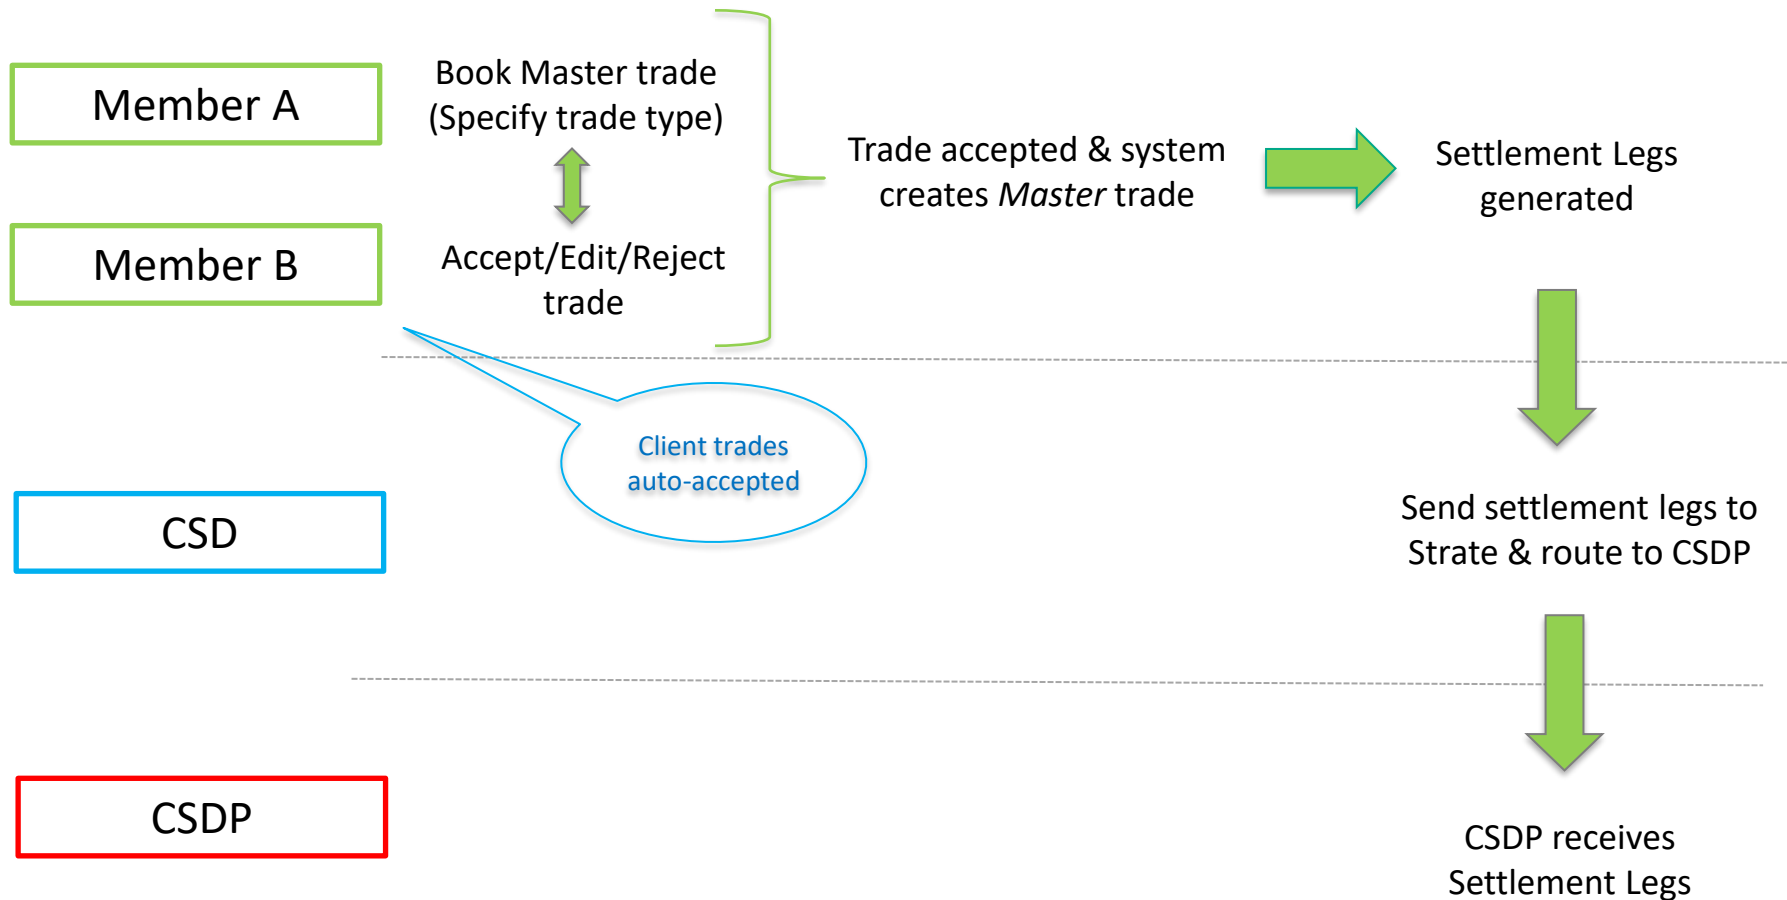 Member A
Book Master trade
(Specify trade type)
Member B
Accept/Edit/Reject
trade
Trade accepted & system
creates Master trade
Settlement Legs
generated
Client trades
auto-accepted
CSD
Send settlement legs to
Strate & route to CSDP
CSDP
CSDP receives
Settlement Legs